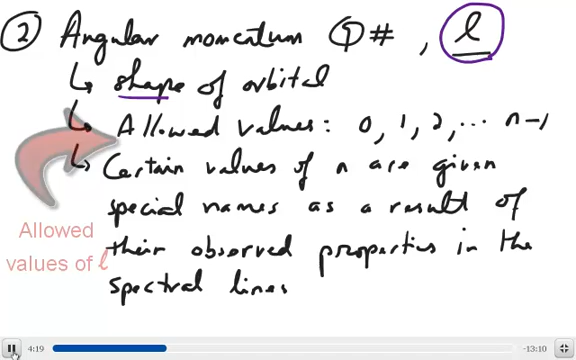 ② Angular momentum Q#, l
↳ shape of orbital
↳ Allowed values: 0, 1, 2, ... n-1
↳ Certain values of n are given
special names as a result of
their observed properties in the
spectral lines
Allowed
values of l
4:19
-13:10